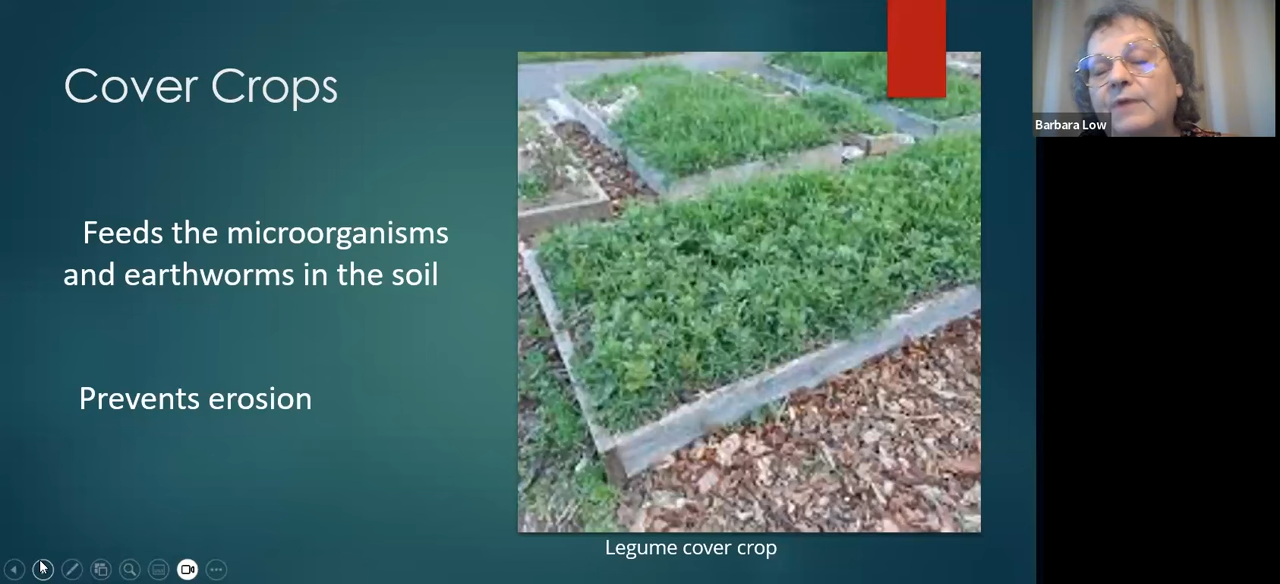 Cover Crops
Feeds the microorganisms
and earthworms in the soil
Prevents erosion
Legume cover crop
Barbara Low